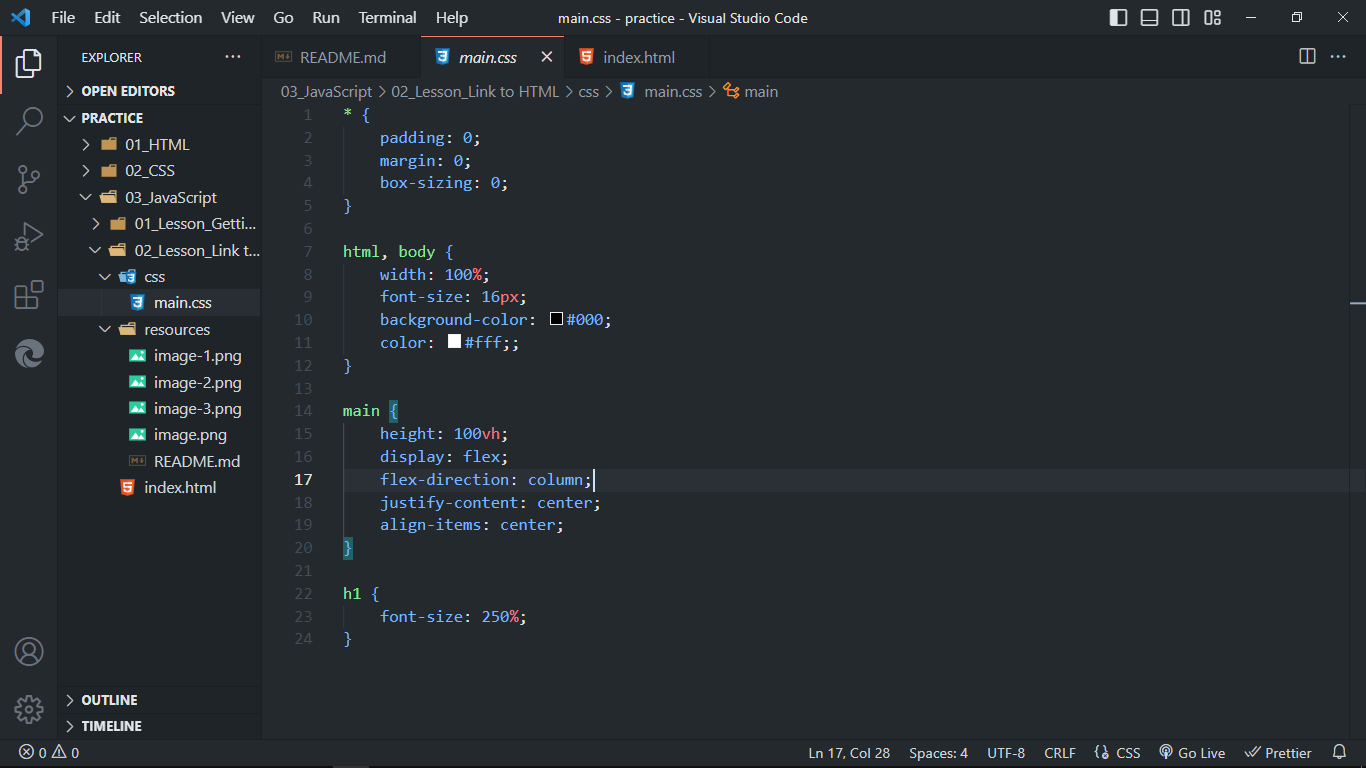 File Edit Selection View Go Run Terminal Help main.css - practice - Visual Studio Code
EXPLORER
OPEN EDITORS
PRACTICE
01_HTML
02_CSS
03_JavaScript
01_Lesson_Getti...
02_Lesson_Link t...
css
main.css
resources
image-1.png
image-2.png
image-3.png
image.png
README.md
index.html
OUTLINE
TIMELINE
README.md main.css index.html
03_JavaScript > 02_Lesson_Link to HTML > css > main.css > main
1 * {
2 padding: 0;
3 margin: 0;
4 box-sizing: 0;
5 }
6
7 html, body {
8 width: 100%;
9 font-size: 16px;
10 background-color: #000;
11 color: #fff;;
12 }
13
14 main {
15 height: 100vh;
16 display: flex;
17 flex-direction: column;
18 justify-content: center;
19 align-items: center;
20 }
21
22 h1 {
23 font-size: 250%;
24 }
0 0 Ln 17, Col 28 Spaces: 4 UTF-8 CRLF CSS Go Live Prettier